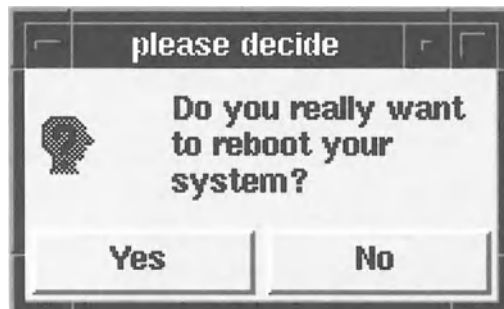 please decide
Do you really want
to reboot your
system?
Yes
No